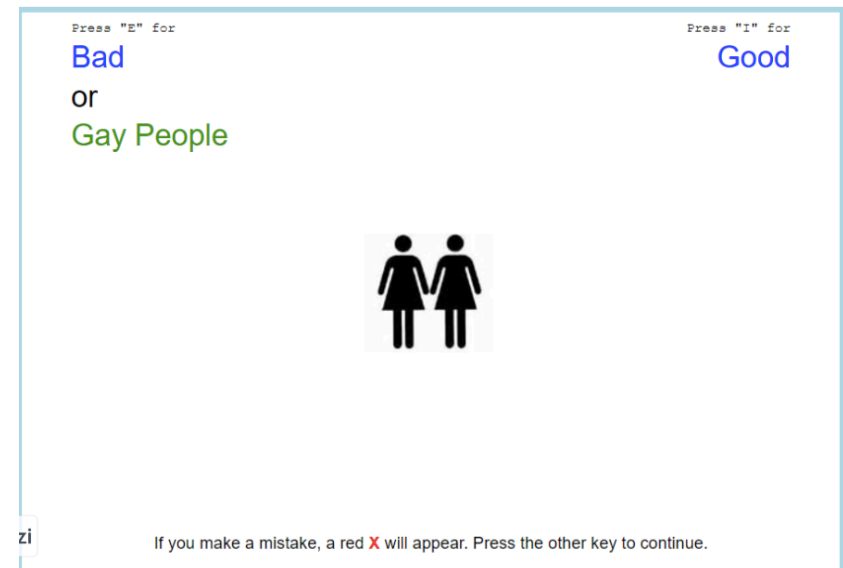 Press "E" for
Press "I" for
Bad
Good
or
Gay People
zi
If you make a mistake, a red X will appear. Press the other key to continue.